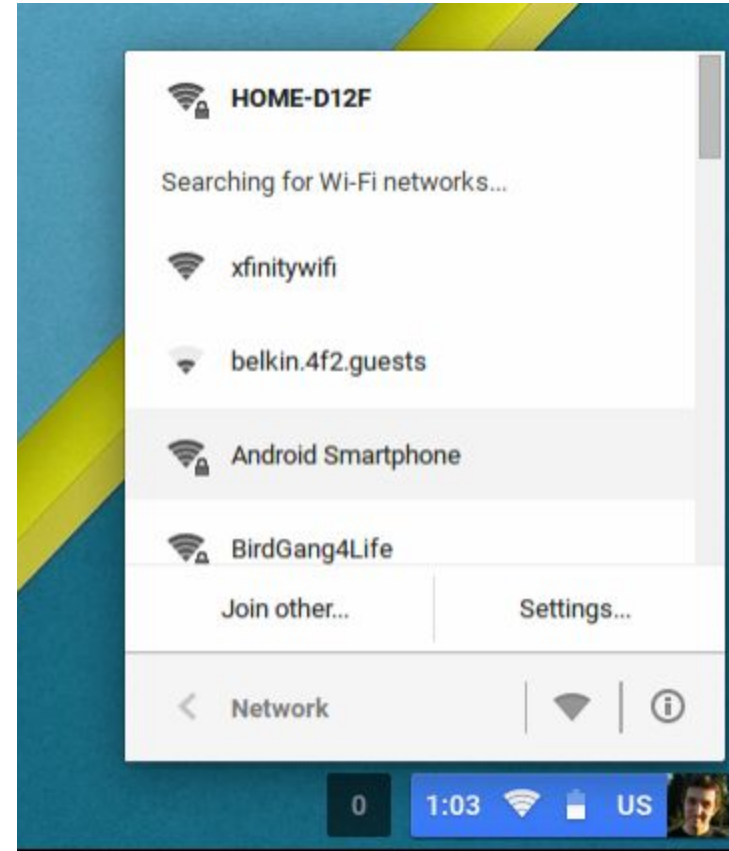 HOME-D12F
Searching for Wi-Fi networks...
xfinitywifi
belkin.4f2.guests
Android Smartphone
BirdGang4Life
Join other... Settings...
Network
0 1:03 US